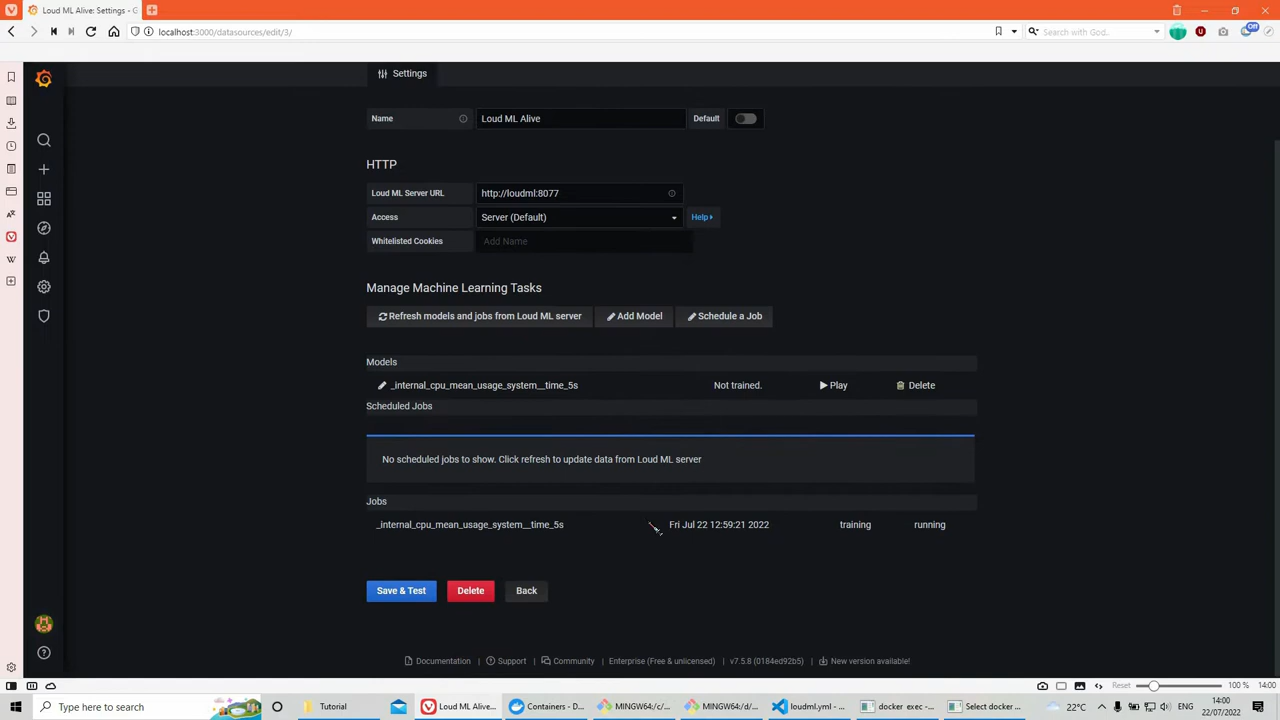 Loud ML Alive: Settings - G
localhost:3000/datasources/edit/3/
Search with God..
Off
Settings
Name
Loud ML Alive
Default
HTTP
Loud ML Server URL
http://loudml:8077
Access
Server (Default)
Help
Whitelisted Cookies
Add Name
Manage Machine Learning Tasks
Refresh models and jobs from Loud ML server
Add Model
Schedule a Job
Models
_internal_cpu_mean_usage_system__time_5s
Not trained.
Play
Delete
Scheduled Jobs
No scheduled jobs to show. Click refresh to update data from Loud ML server
Jobs
_internal_cpu_mean_usage_system__time_5s
Fri Jul 22 12:59:21 2022
training
running
Save & Test
Delete
Back
Documentation
Support
Community
Enterprise (Free & unlicensed)
v7.5.8 (0184ed92b5)
New version available!
Reset
100 %
14:00
Type here to search
Tutorial
Loud ML Alive...
Containers - D...
MINGW64:/c/...
MINGW64:/d/...
loudml.yml - ...
docker exec -...
Select docker ...
22°C
ENG
14:00
22/07/2022